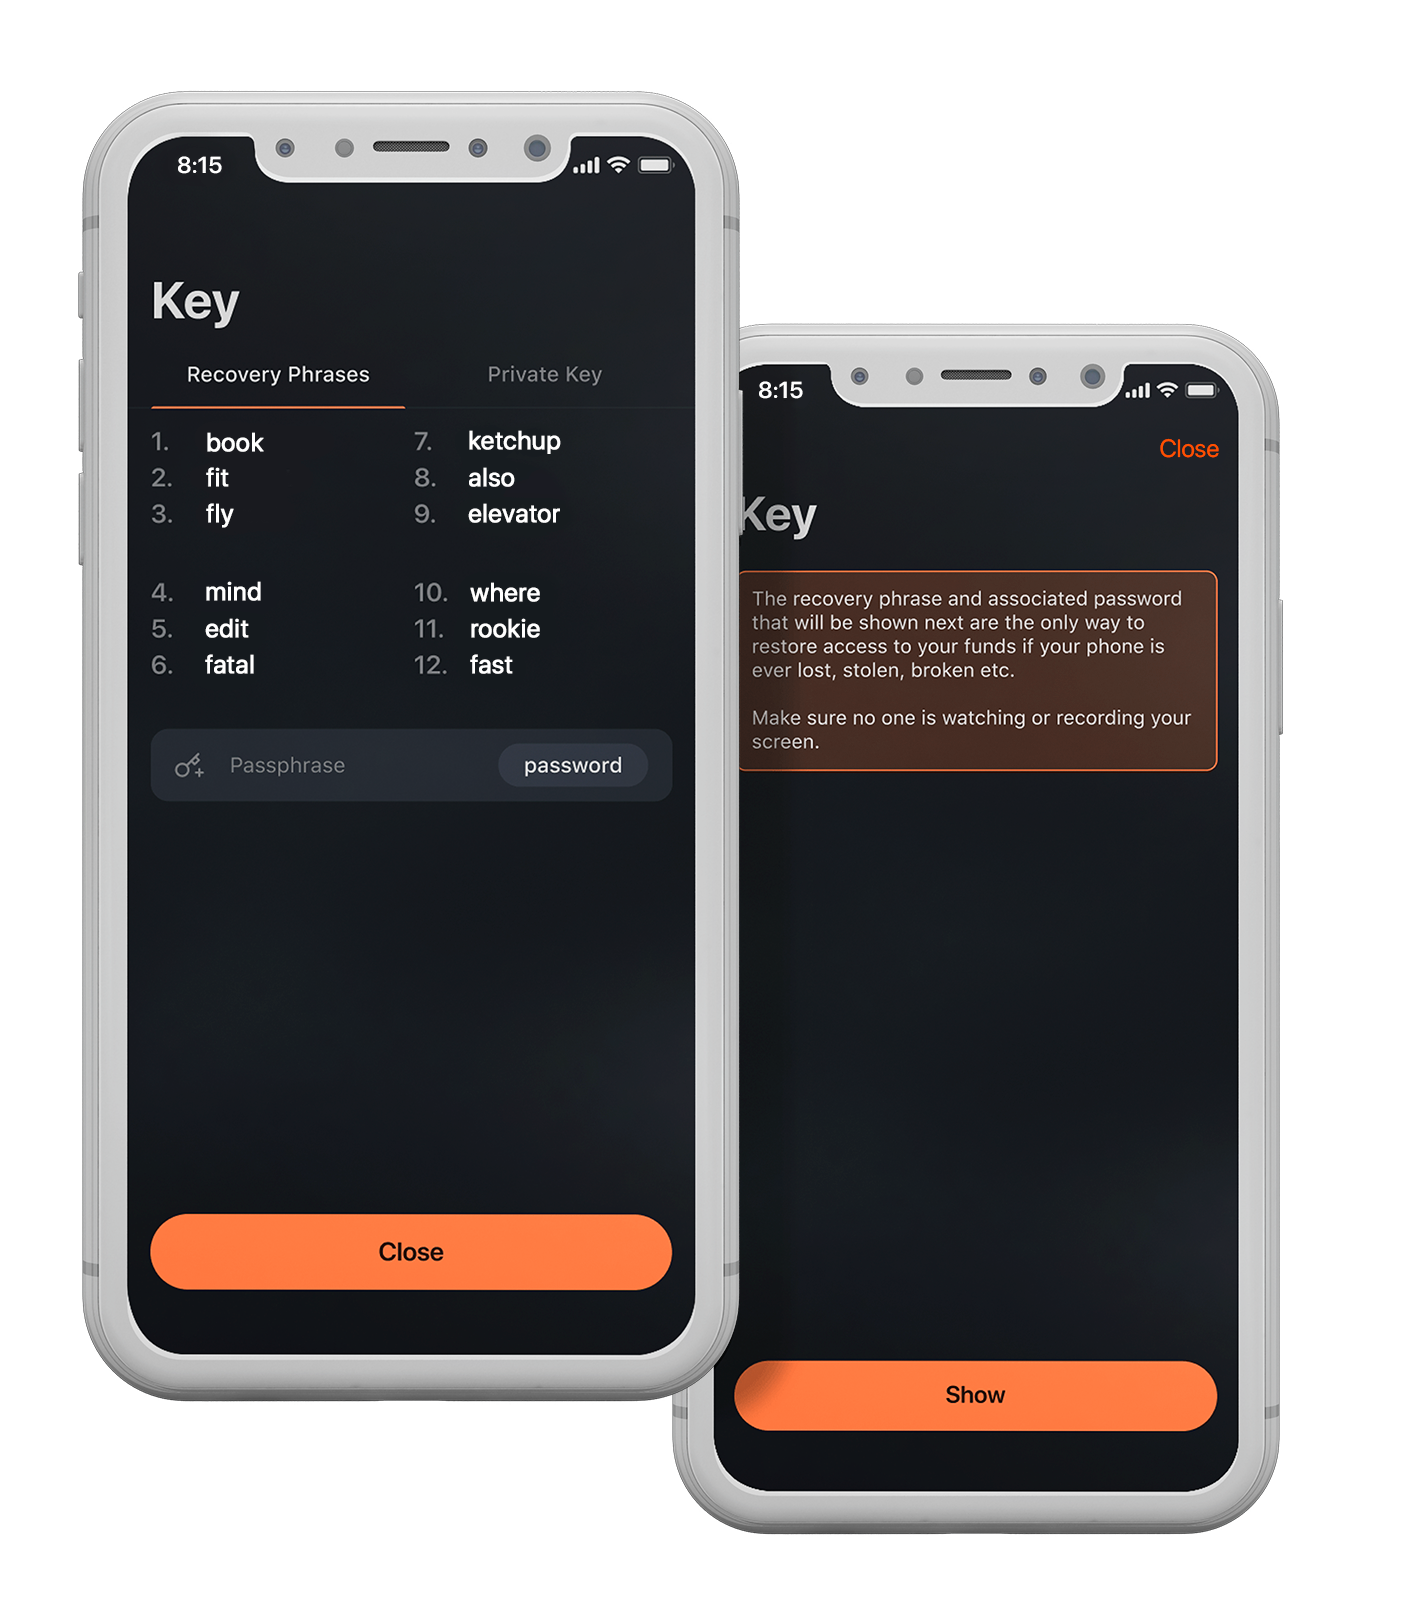 8:15
Key
Recovery Phrases
Private Key
1. book
2. fit
3. fly
4. mind
5. edit
6. fatal
7. ketchup
8. also
9. elevator
10. where
11. rookie
12. fast
Passphrase
password
Close
8:15
Close
Key
The recovery phrase and associated password
that will be shown next are the only way to
restore access to your funds if your phone is
ever lost, stolen, broken etc.
Make sure no one is watching or recording your
screen.
Show